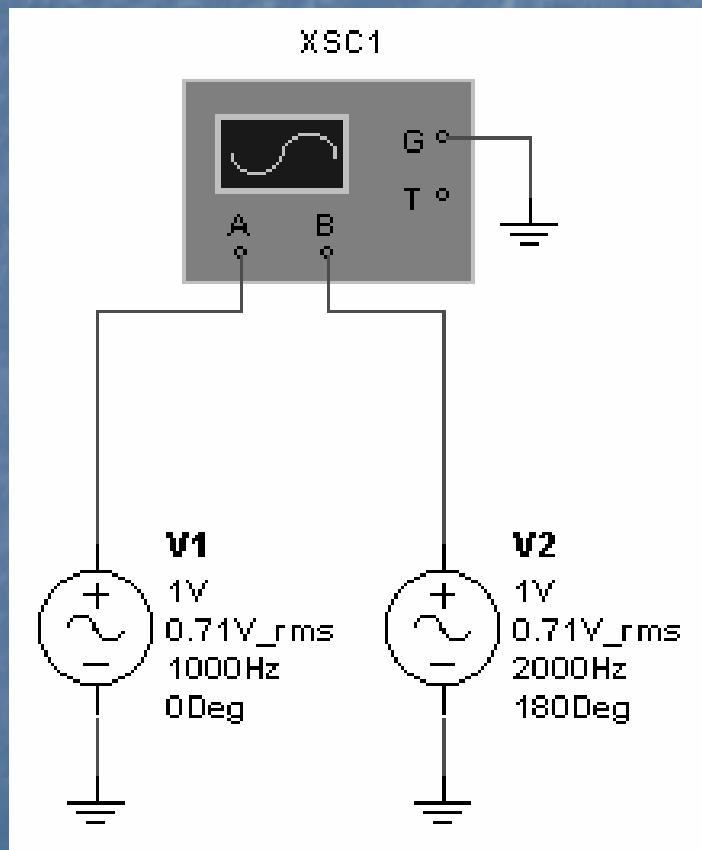 XSC1
G
T
A B
V1
1V
0.71V_rms
1000Hz
0Deg
V2
1V
0.71V_rms
2000Hz
180Deg